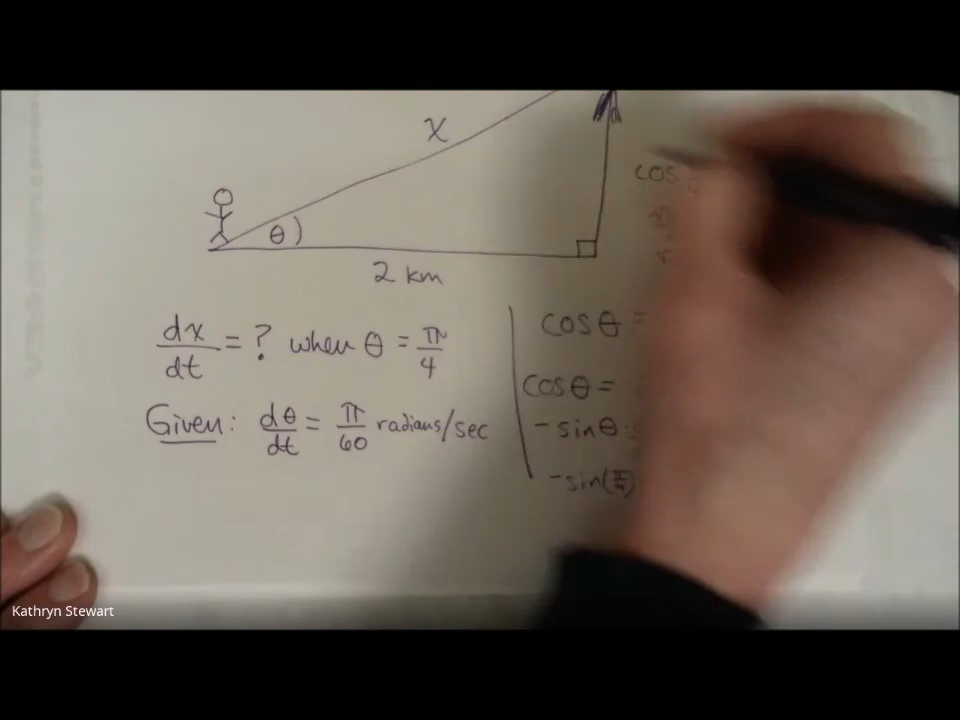 x
cos
θ
2 km
dx/dt = ? when θ = π/4
cos θ =
cos θ =
Given: dθ/dt = π/60 radians/sec
- sin θ
- sin(π/4)
Kathryn Stewart